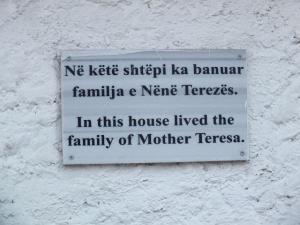 Në këtë shtëpi ka banuar
familja e Nënë Terezës.
In this house lived the
family of Mother Teresa.